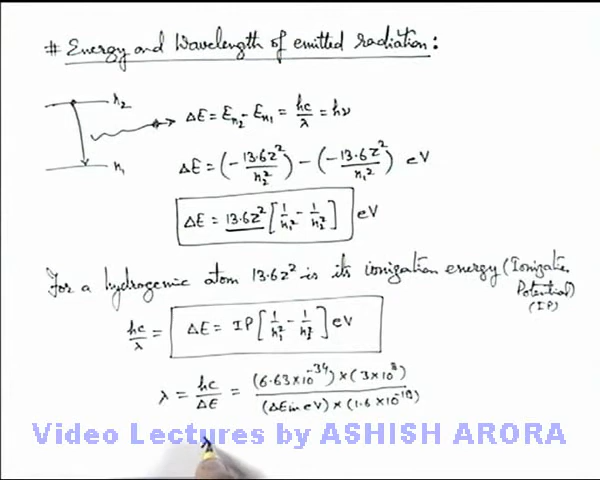 # Energy and Wavelength of emitted radiation:
n₂
ΔE = Eₙ₂ - Eₙ₁ = hc/λ = hν
n₁
ΔE = (-13.6Z²/n₂²) - (-13.6Z²/n₁²) eV
ΔE = 13.6Z² [1/n₁² - 1/n₂²] eV
For a hydrogenic atom 13.6Z² is its ionization energy (Ionization
Potential)
(IP)
hc/λ = ΔE = IP [1/n₁² - 1/n₂²] eV
λ = hc/ΔE = (6.63×10⁻³⁴)×(3×10⁸)/(ΔE in eV)×(1.6×10⁻¹⁹)
Video Lectures by ASHISH ARORA
λ